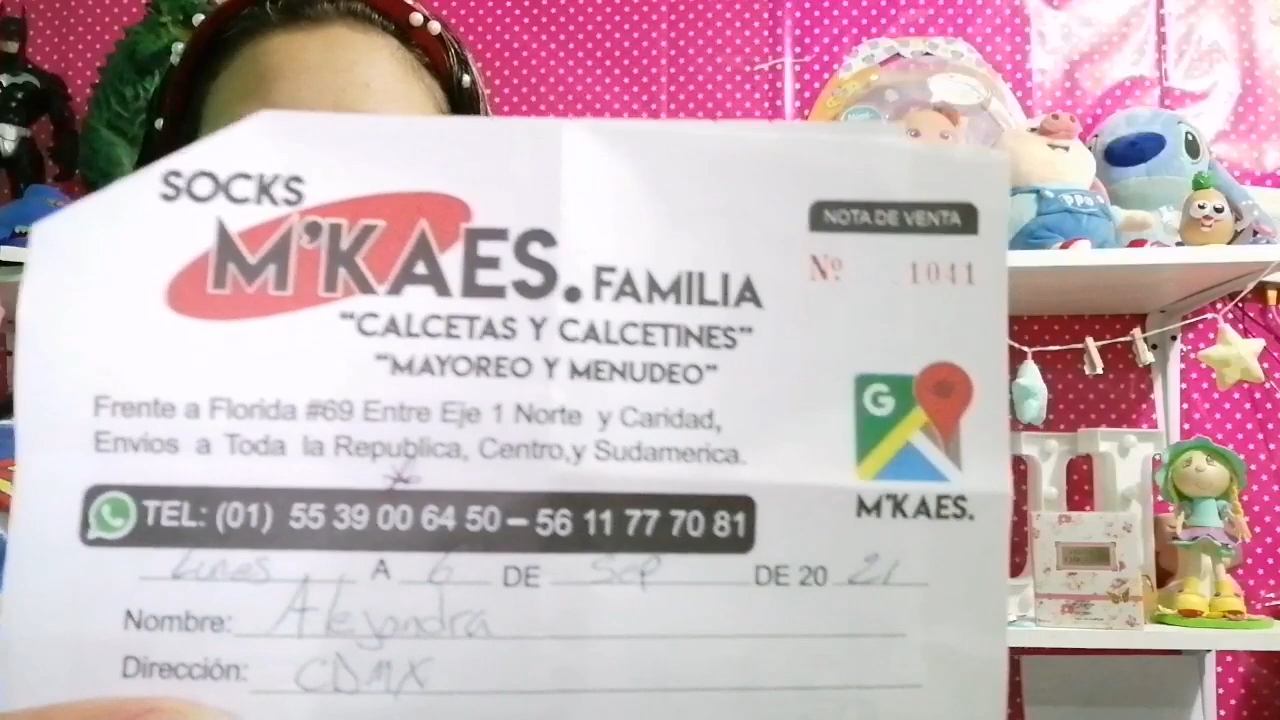 SOCKS
M'KAES. FAMILIA
"CALCETAS Y CALCETINES"
"MAYOREO Y MENUDEO"
NOTA DE VENTA
Nº 1041
Frente a Florida #69 Entre Eje 1 Norte y Caridad,
Envios a Toda la Republica, Centro,y Sudamerica.
G
M'KAES.
TEL: (01) 55 39 00 64 50 – 56 11 77 70 81
Lunes A 6 DE Sep DE 20 21
Nombre: Alejandra
Dirección: CDMX